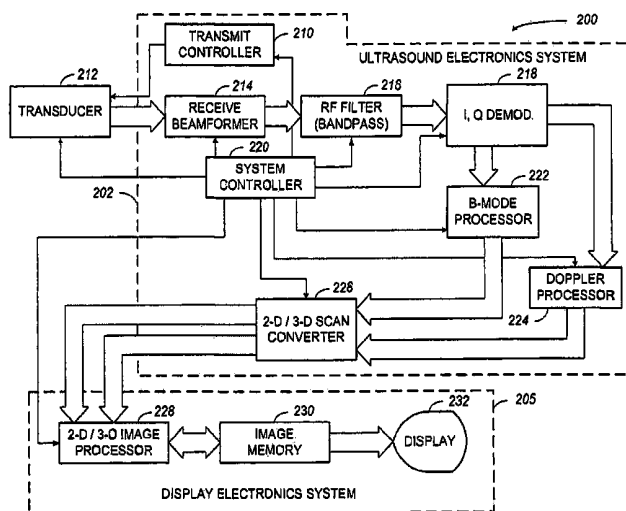 200
TRANSMIT
CONTROLLER
210
ULTRASOUND ELECTRONICS SYSTEM
212
TRANSDUCER
214
RECEIVE
BEAMFORMER
218
RF FILTER
(BANDPASS)
218
I, Q DEMOD.
220
SYSTEM
CONTROLLER
202
222
B-MODE
PROCESSOR
DOPPLER
PROCESSOR
224
228
2-D / 3-D SCAN
CONVERTER
228
2-D / 3-D IMAGE
PROCESSOR
230
IMAGE
MEMORY
232
DISPLAY
205
DISPLAY ELECTRONICS SYSTEM